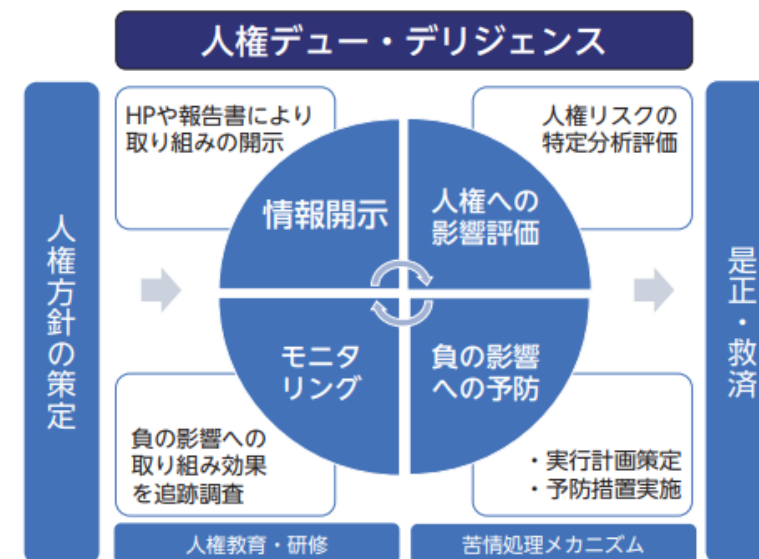 人権デュー・デリジェンス
人権方針の策定
HPや報告書により
取り組みの開示
人権リスクの
特定分析評価
情報開示
人権への
影響評価
モニタ
リング
負の影響
への予防
負の影響への
取り組み効果
を追跡調査
・実行計画策定
・予防措置実施
人権教育・研修
苦情処理メカニズム
是正・救済